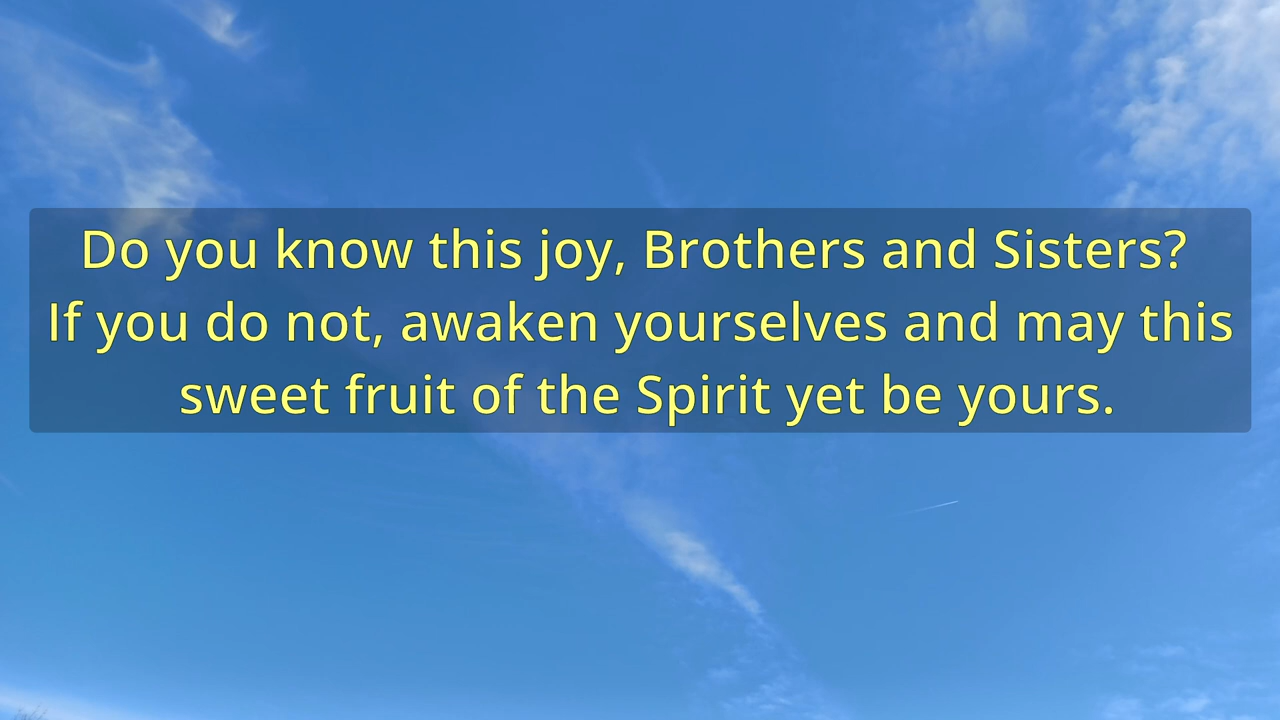 Do you know this joy, Brothers and Sisters?
If you do not, awaken yourselves and may this
sweet fruit of the Spirit yet be yours.